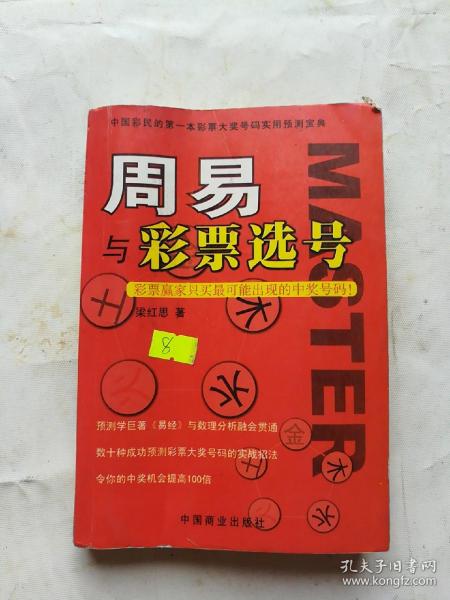 中国彩民的第一本彩票大奖号码实用预测宝典
周易
与彩票选号
MASTER
彩票赢家只买最可能出现的中奖号码!
梁红思 著
8
预测学巨著《易经》与数理分析融会贯通
数十种成功预测彩票大奖号码的实战招法
令你的中奖机会提高100倍
土
火
水
金
木
中国商业出版社
孔夫子旧书网
www.kongfz.com